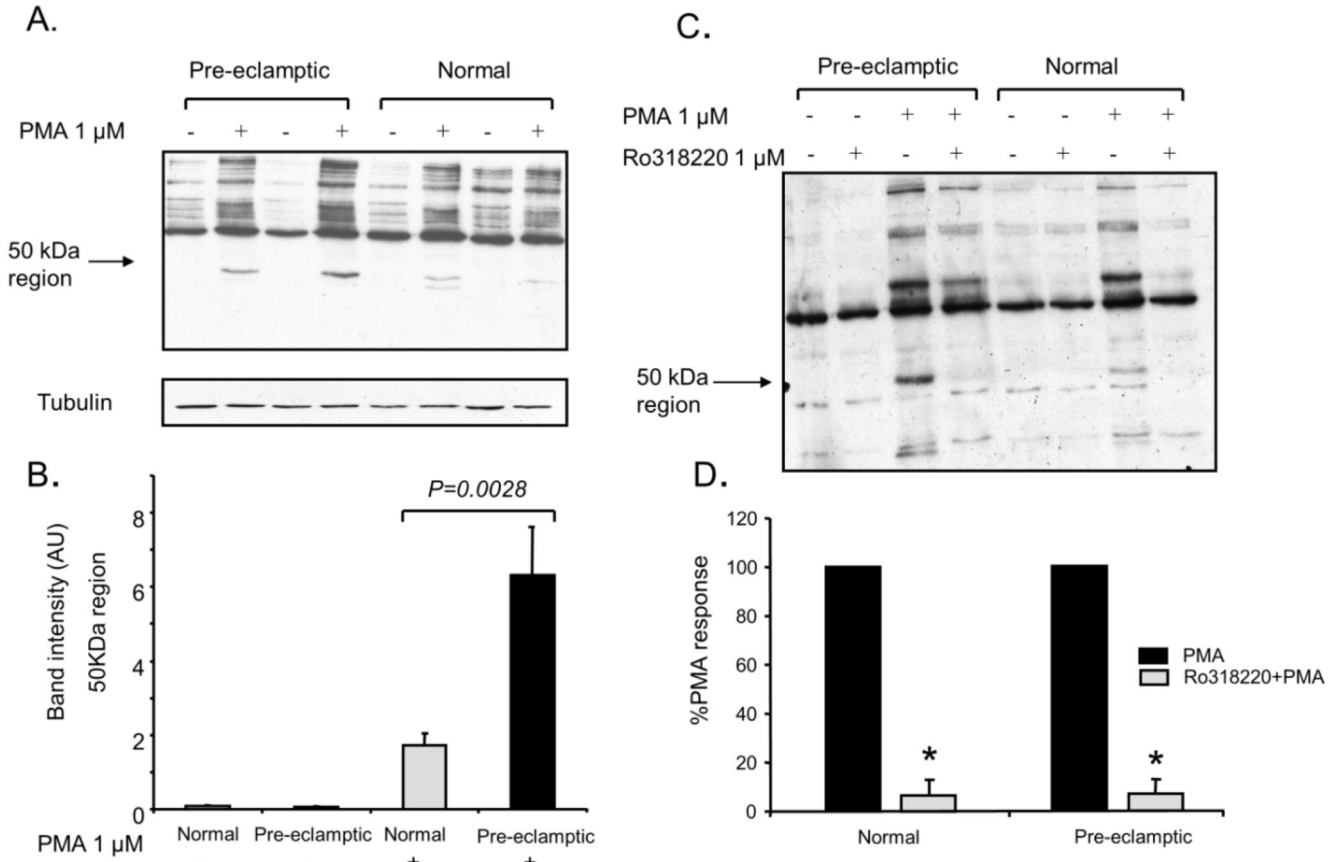 A.
Pre-eclamptic Normal
PMA 1 µM - + - + - + - +
50 kDa
region
Tubulin
B.
P=0.0028
Band intensity (AU)
50KDa region
8
6
4
2
0
Normal Pre-eclamptic Normal Pre-eclamptic
PMA 1 µM - - + +
C.
Pre-eclamptic Normal
PMA 1 µM - - + + - - + +
Ro318220 1 µM - + - + - + - +
50 kDa
region
D.
%PMA response
120
100
80
60
40
20
0
* *
Normal Pre-eclamptic
PMA
Ro318220+PMA